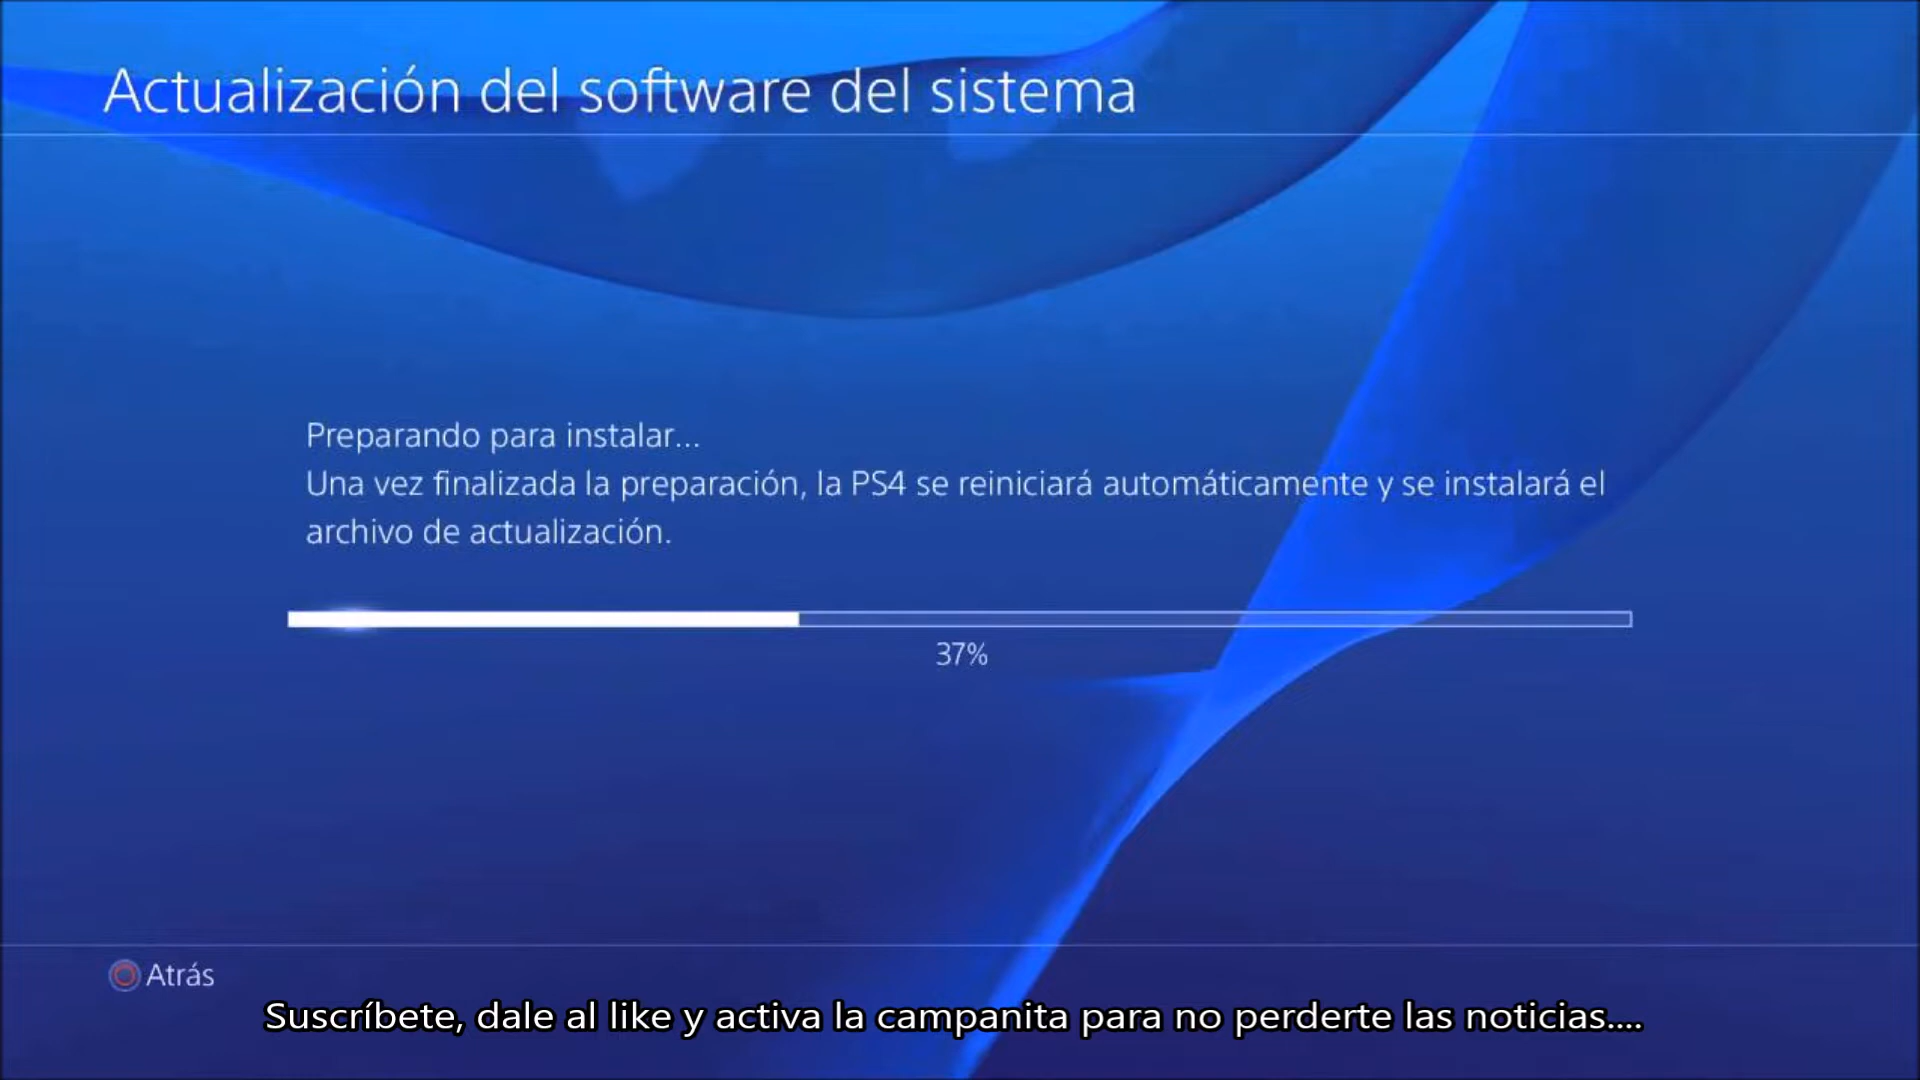 Actualización del software del sistema
Preparando para instalar...
Una vez finalizada la preparación, la PS4 se reiniciará automáticamente y se instalará el
archivo de actualización.
37%
Atrás
Suscríbete, dale al like y activa la campanita para no perderte las noticias....